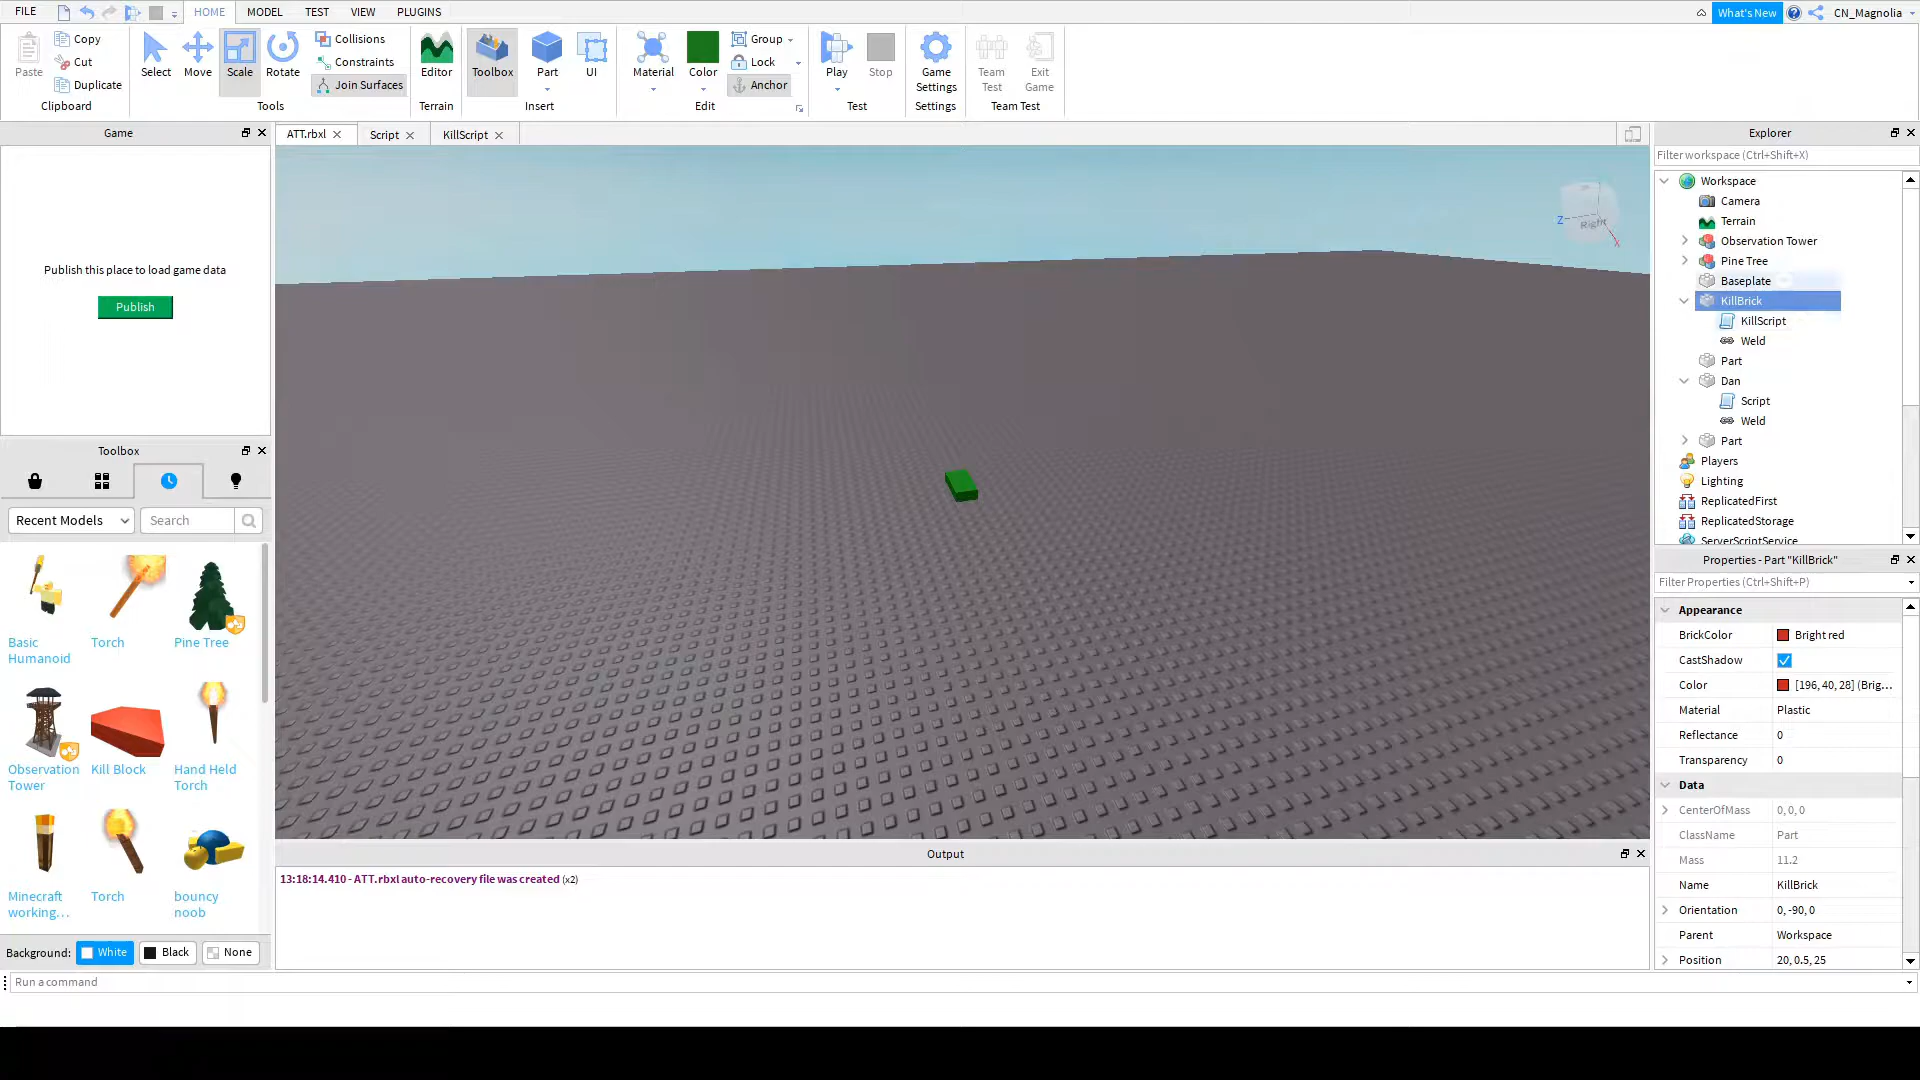 FILE
HOME
MODEL
TEST
VIEW
PLUGINS
What's New
CN_Magnolia
Paste
Copy
Cut
Duplicate
Clipboard
Select
Move
Scale
Rotate
Collisions
Constraints
Join Surfaces
Tools
Editor
Terrain
Toolbox
Part
UI
Insert
Material
Color
Group
Lock
Anchor
Edit
Play
Stop
Test
Game
Settings
Settings
Team
Test
Exit
Game
Team Test
Game
Publish this place to load game data
Publish
Toolbox
Recent Models
Search
Basic
Humanoid
Torch
Pine Tree
Observation
Tower
Kill Block
Hand Held
Torch
Minecraft
working...
Torch
bouncy
noob
Background:
White
Black
None
Run a command
ATT.rbxl
Script
KillScript
Z
Right
X
Output
13:18:14.410 - ATT.rbxl auto-recovery file was created (x2)
Explorer
Filter workspace (Ctrl+Shift+X)
Workspace
Camera
Terrain
Observation Tower
Pine Tree
Baseplate
KillBrick
KillScript
Weld
Part
Dan
Script
Weld
Part
Players
Lighting
ReplicatedFirst
ReplicatedStorage
ServerScriptService
Properties - Part "KillBrick"
Filter Properties (Ctrl+Shift+P)
Appearance
BrickColor Bright red
CastShadow
Color [196, 40, 28] (Brig...
Material Plastic
Reflectance 0
Transparency 0
Data
CenterOfMass 0, 0, 0
ClassName Part
Mass 11.2
Name KillBrick
Orientation 0, -90, 0
Parent Workspace
Position 20, 0.5, 25